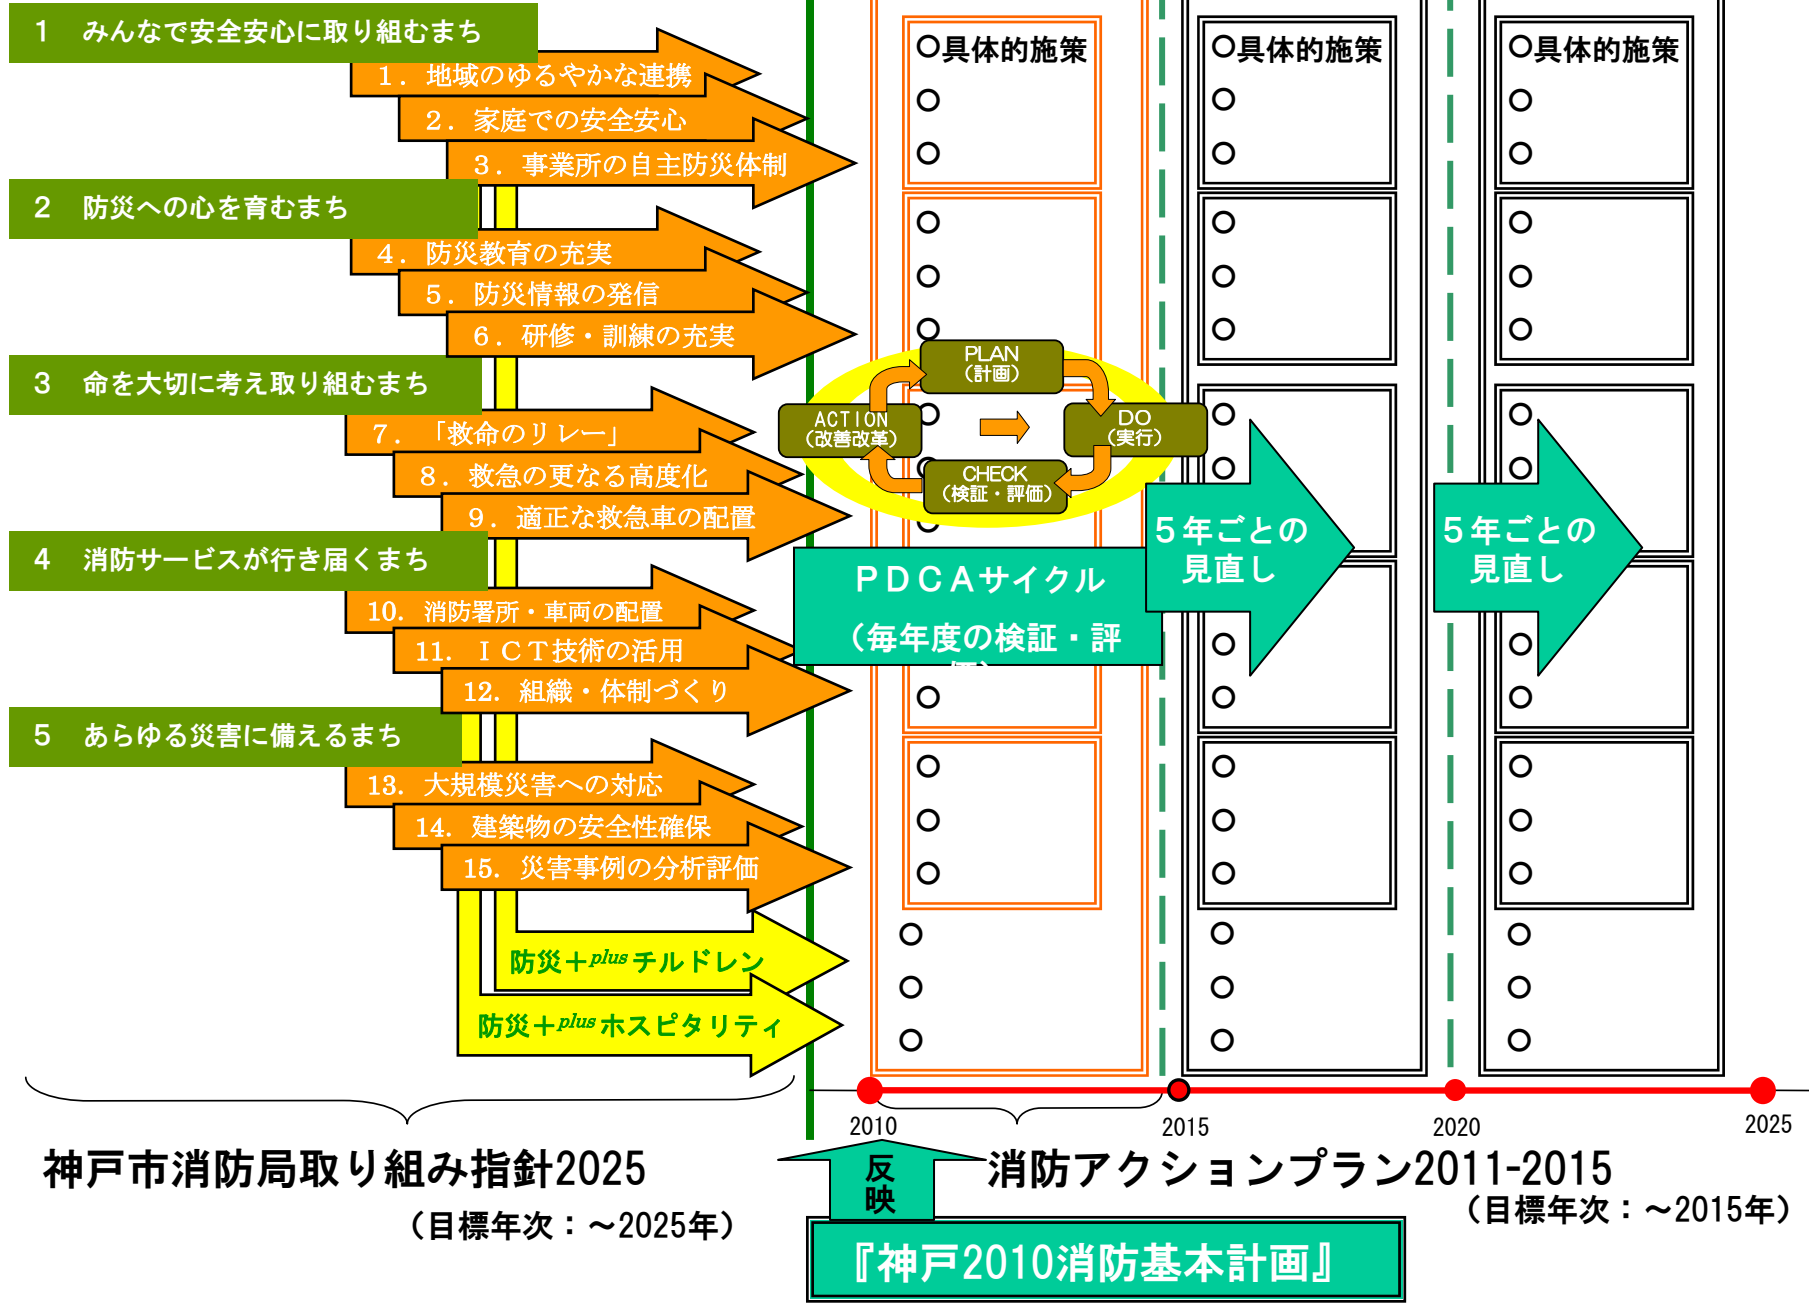 1　みんなで安全安心に取り組むまち
1．地域のゆるやかな連携
2．家庭での安全安心
3．事業所の自主防災体制
2　防災への心を育むまち
4．防災教育の充実
5．防災情報の発信
6．研修・訓練の充実
3　命を大切に考え取り組むまち
7．「救命のリレー」
8．救急の更なる高度化
9．適正な救急車の配置
4　消防サービスが行き届くまち
10．消防署所・車両の配置
11．ＩＣＴ技術の活用
12．組織・体制づくり
5　あらゆる災害に備えるまち
13．大規模災害への対応
14．建築物の安全性確保
15．災害事例の分析評価
防災＋plusチルドレン
防災＋plusホスピタリティ
○具体的施策
○具体的施策
○具体的施策
PLAN
（計画）
ACTION
（改善改革）
DO
（実行）
CHECK
（検証・評価）
ＰＤＣＡサイクル
（毎年度の検証・評
価）
５年ごとの
見直し
５年ごとの
見直し
2010
2015
2020
2025
神戸市消防局取り組み指針2025
（目標年次：～2025年）
反
映
消防アクションプラン2011-2015
（目標年次：～2015年）
『神戸2010消防基本計画』